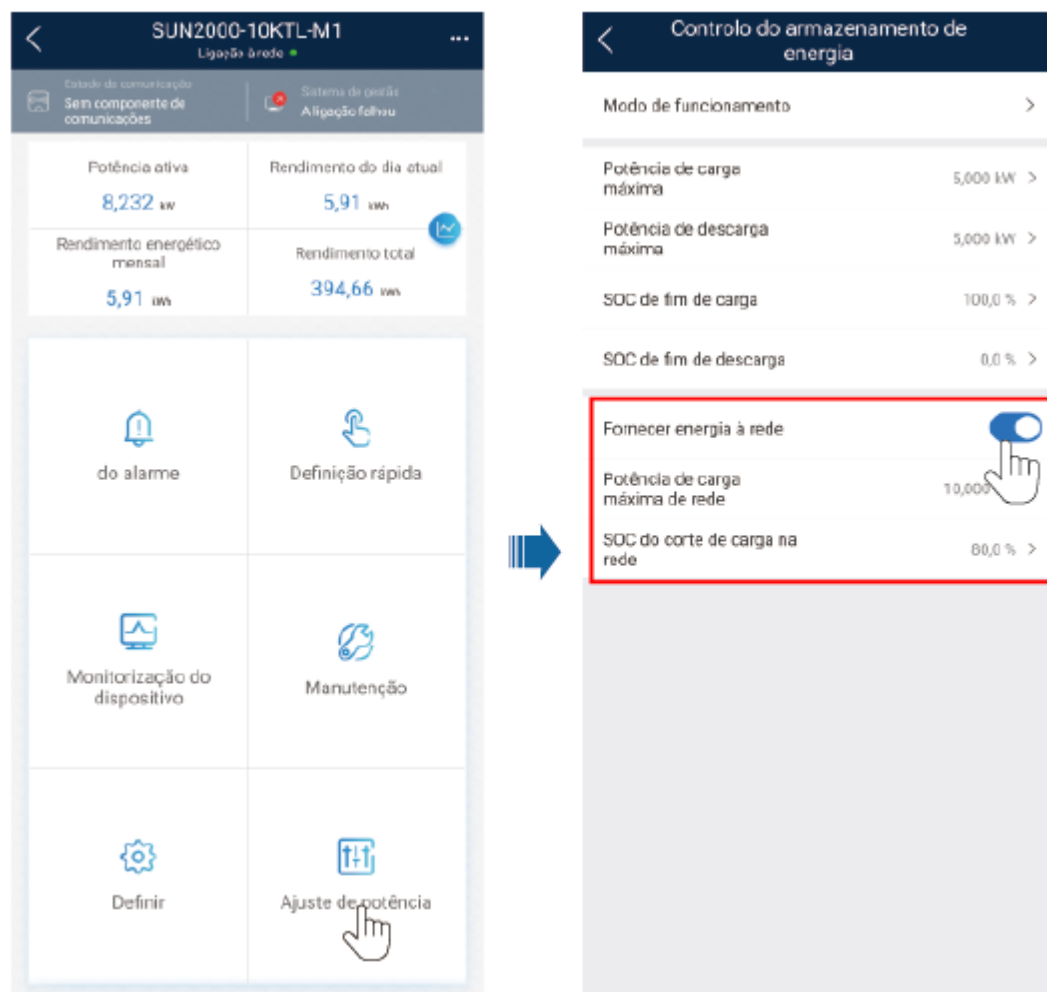 SUN2000-10KTL-M1
Ligação à rede
...
Estado da comunicação
Sem componente de
comunicações
Sistema de gestão
A ligação falhou
Potência ativa
8,232 kW
Rendimento do dia atual
5,91 kWh
Rendimento energético
mensal
5,91 kWh
Rendimento total
394,66 kWh
do alarme
Definição rápida
Monitorização do
dispositivo
Manutenção
Definir
Ajuste de potência
Controlo do armazenamento de
energia
Modo de funcionamento
Potência de carga
máxima
5,000 kW
Potência de descarga
máxima
5,000 kW
SOC de fim de carga
100,0 %
SOC de fim de descarga
0,0 %
Fornecer energia à rede
Potência de carga
máxima de rede
10,000
SOC do corte de carga na
rede
80,0 %